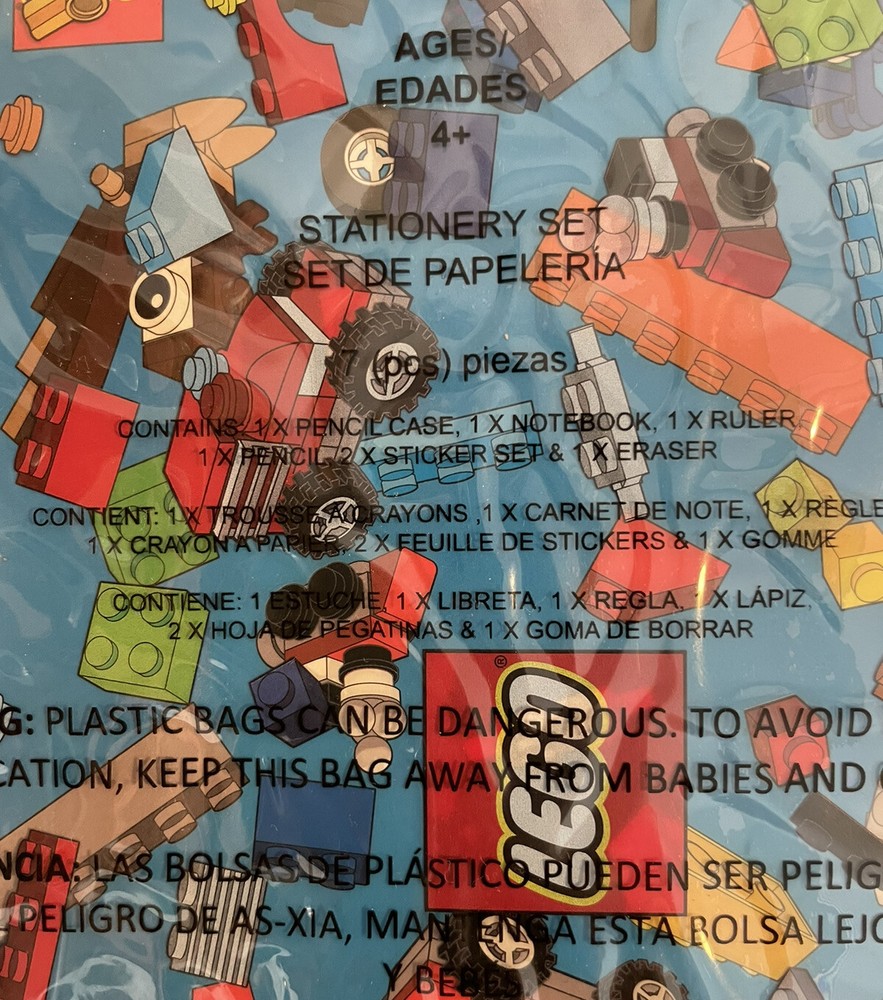 AGES/
EDADES
4+
STATIONERY SET
SET DE PAPELERÍA
7 (pcs) piezas
CONTAINS: 1 X PENCIL CASE, 1 X NOTEBOOK, 1 X RULER,
1 X PENCIL, 2 X STICKER SET & 1 X ERASER
CONTIENT: 1 X TROUSSE A CRAYONS ,1 X CARNET DE NOTE, 1 X RÈGLE
1 X CRAYON A PAPIER, 2 X FEUILLE DE STICKERS & 1 X GOMME
CONTIENE: 1 ESTUCHE, 1 X LIBRETA, 1 X REGLA, 1 X LÁPIZ,
2 X HOJA DE PEGATINAS & 1 X GOMA DE BORRAR
LEGO ®
G: PLASTIC BAGS CAN BE DANGEROUS. TO AVOID
CATION, KEEP THIS BAG AWAY FROM BABIES AND
NCIA: LAS BOLSAS DE PLÁSTICO PUEDEN SER PELIG
PELIGRO DE AS-XIA, MANTENGA ESTA BOLSA LEJO
Y BEBES.